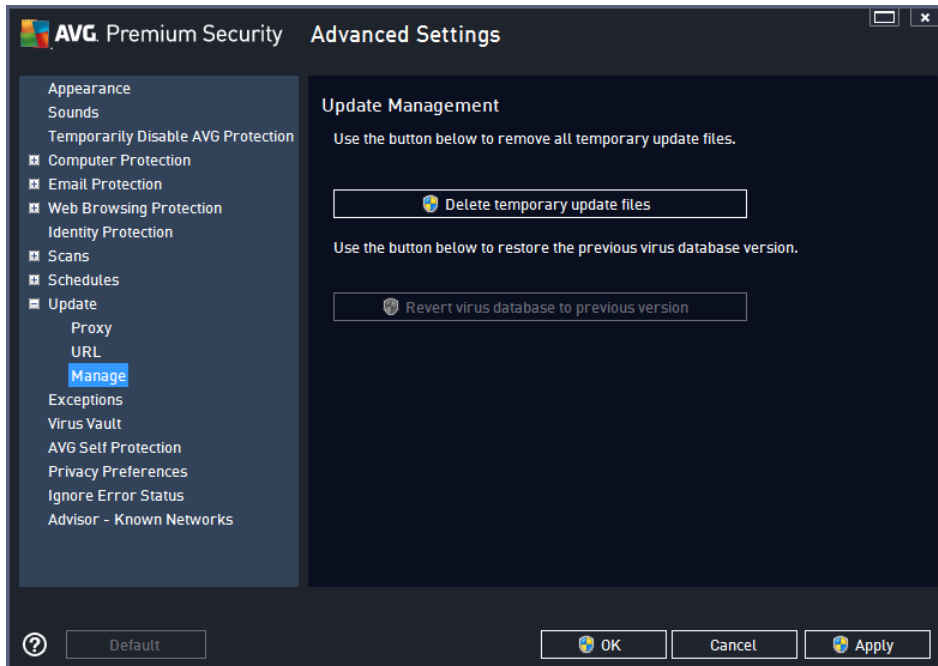 AVG. Premium Security Advanced Settings
Appearance
Sounds
Temporarily Disable AVG Protection
Computer Protection
Email Protection
Web Browsing Protection
Identity Protection
Scans
Schedules
Update
Proxy
URL
Manage
Exceptions
Virus Vault
AVG Self Protection
Privacy Preferences
Ignore Error Status
Advisor - Known Networks
Update Management
Use the button below to remove all temporary update files.
Delete temporary update files
Use the button below to restore the previous virus database version.
Revert virus database to previous version
? Default OK Cancel Apply